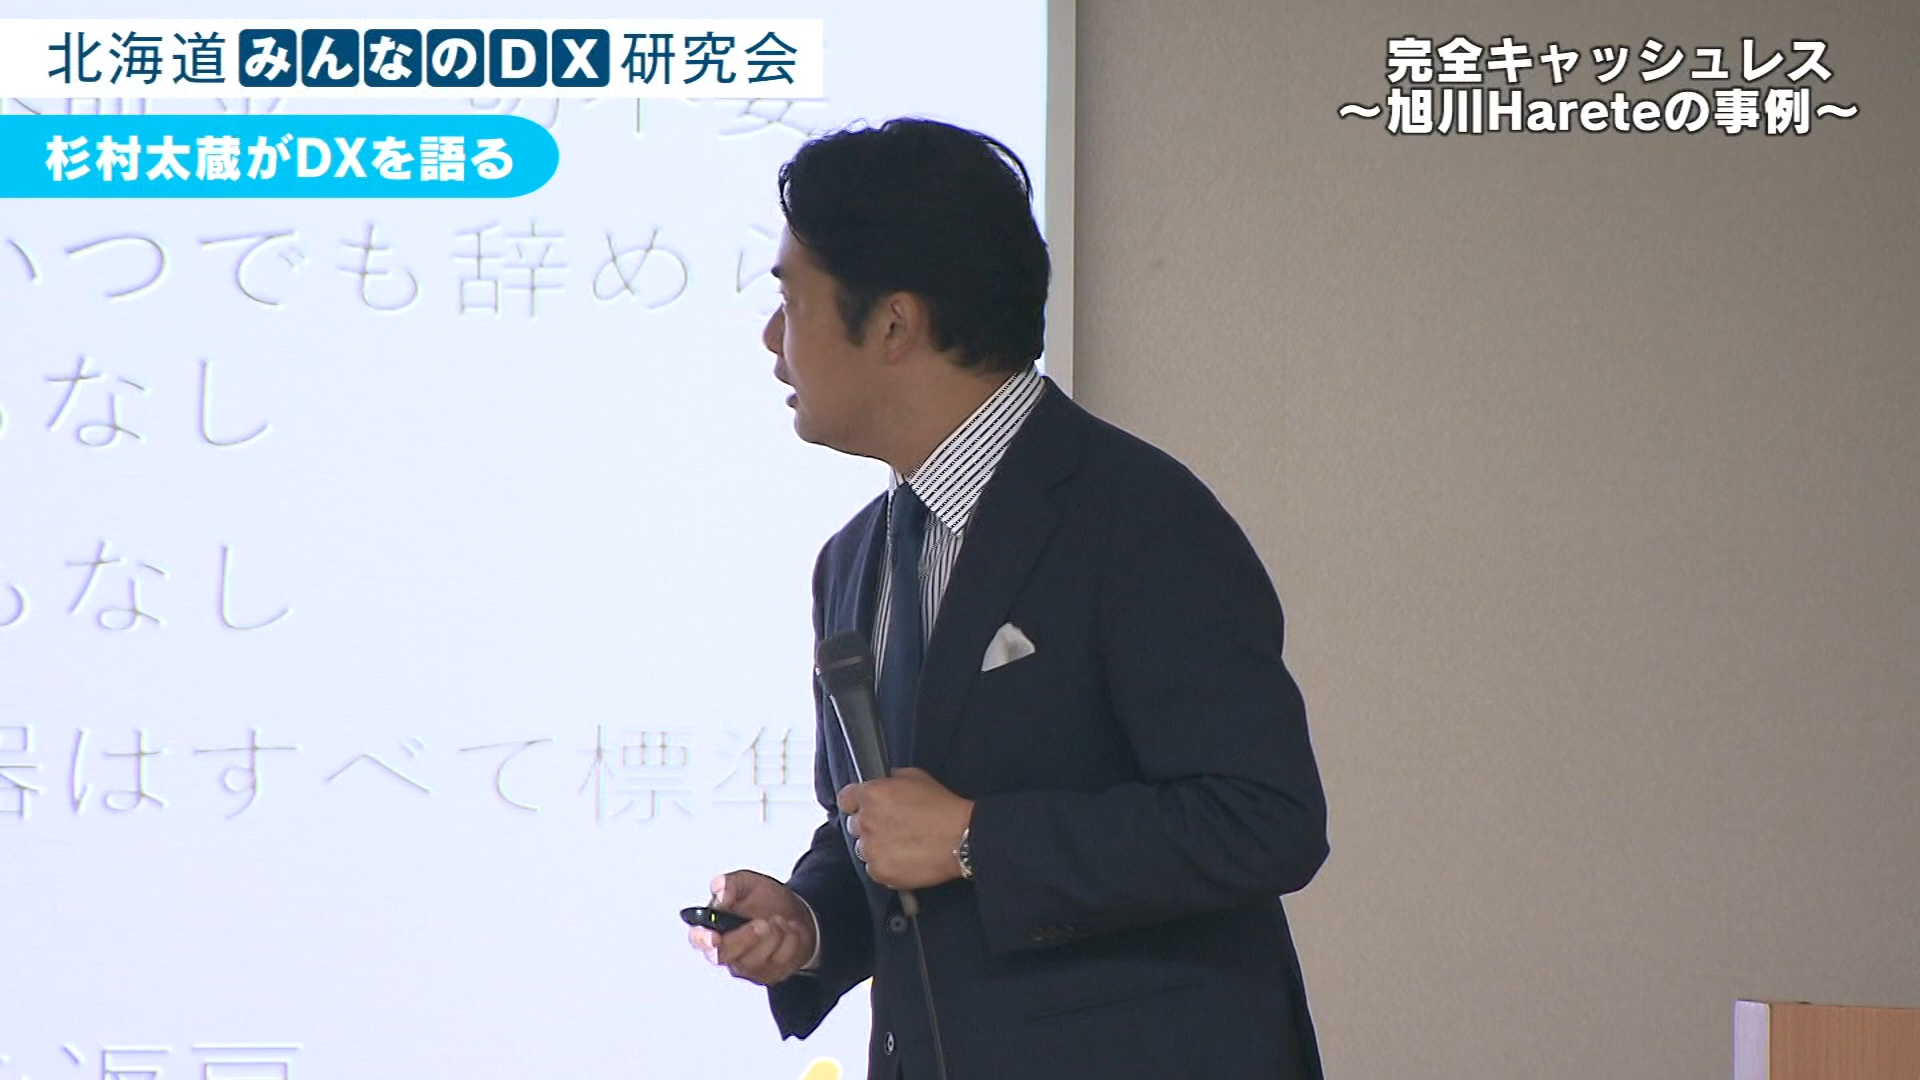 北海道みんなのDX研究会
完全キャッシュレス
～旭川Hareteの事例～
杉村太蔵がDXを語る
いつでも辞めら
なし
もなし
器はすべて標準